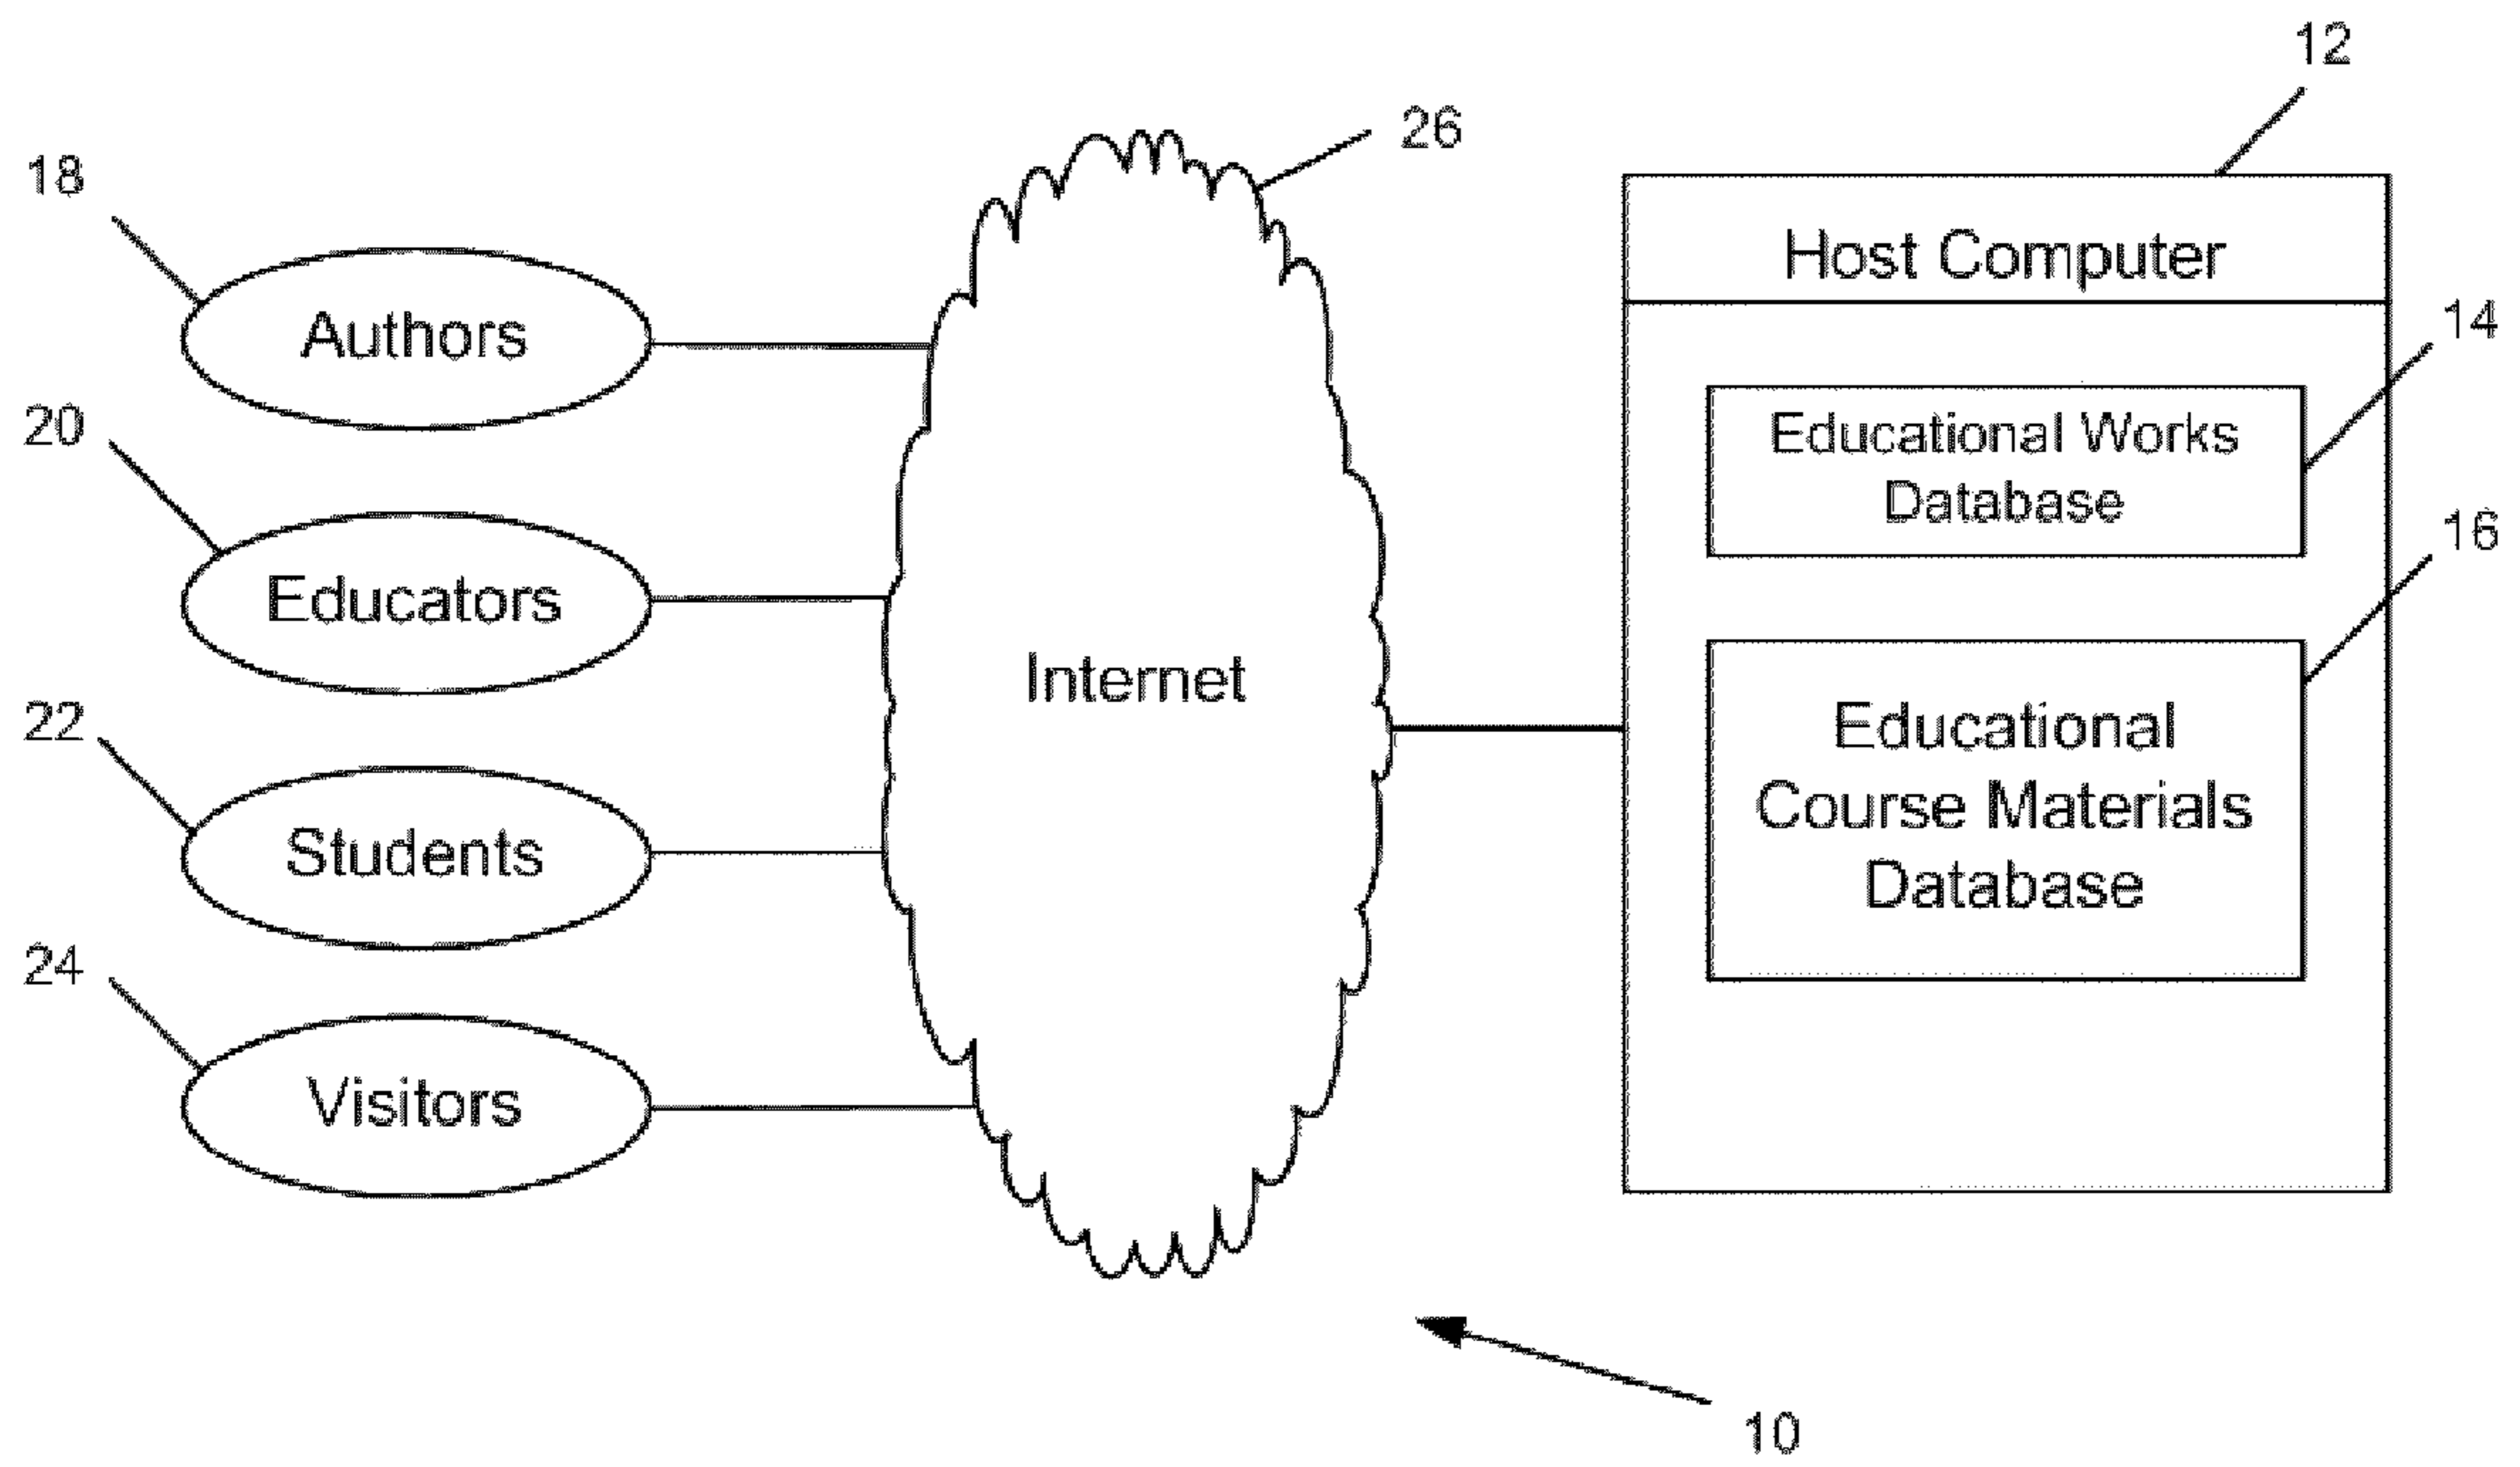 12
26
18
Host Computer
14
Authors
Educational Works
Database
20
16
Educators
Internet
22
Educational
Course Materials
Database
Students
24
Visitors
10